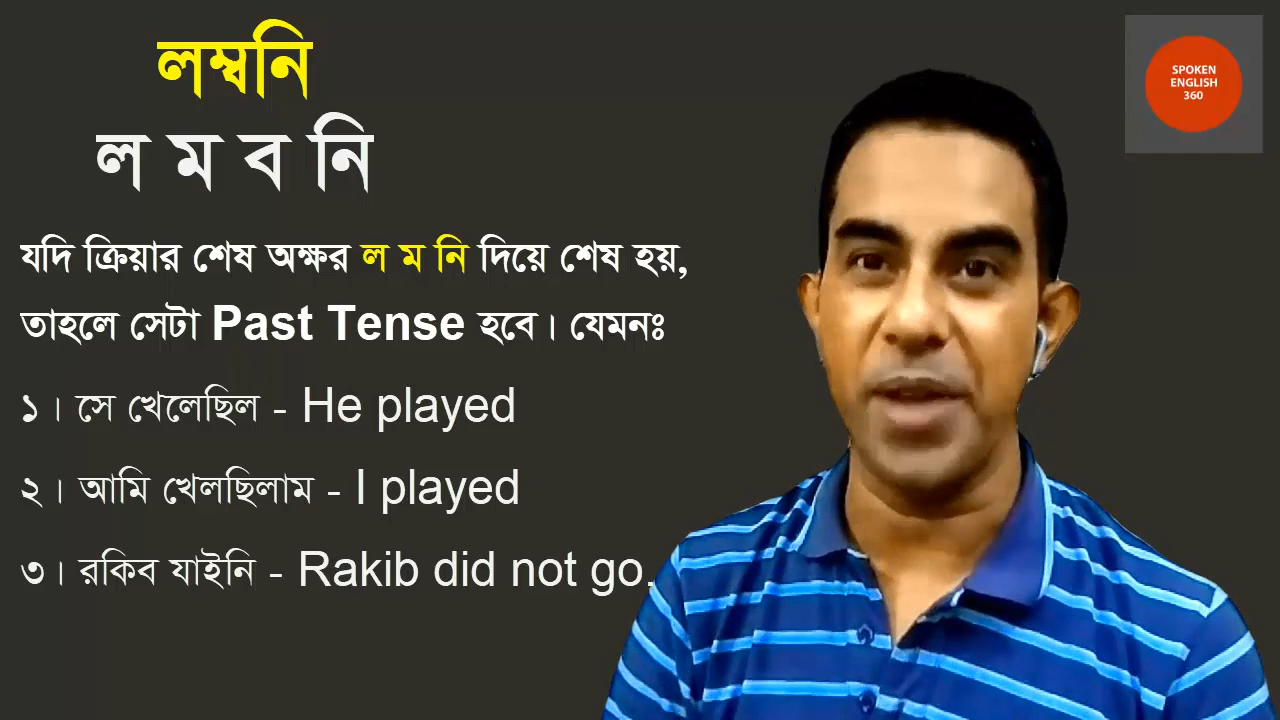 লম্বনি
ল ম ব নি
যদি ক্রিয়ার শেষ অক্ষর ল ম নি দিয়ে শেষ হয়,
তাহলে সেটা Past Tense হবে। যেমনঃ
১। সে খেলেছিল - He played
২। আমি খেলছিলাম - I played
৩। রকিব যাইনি - Rakib did not go.
SPOKEN
ENGLISH
360